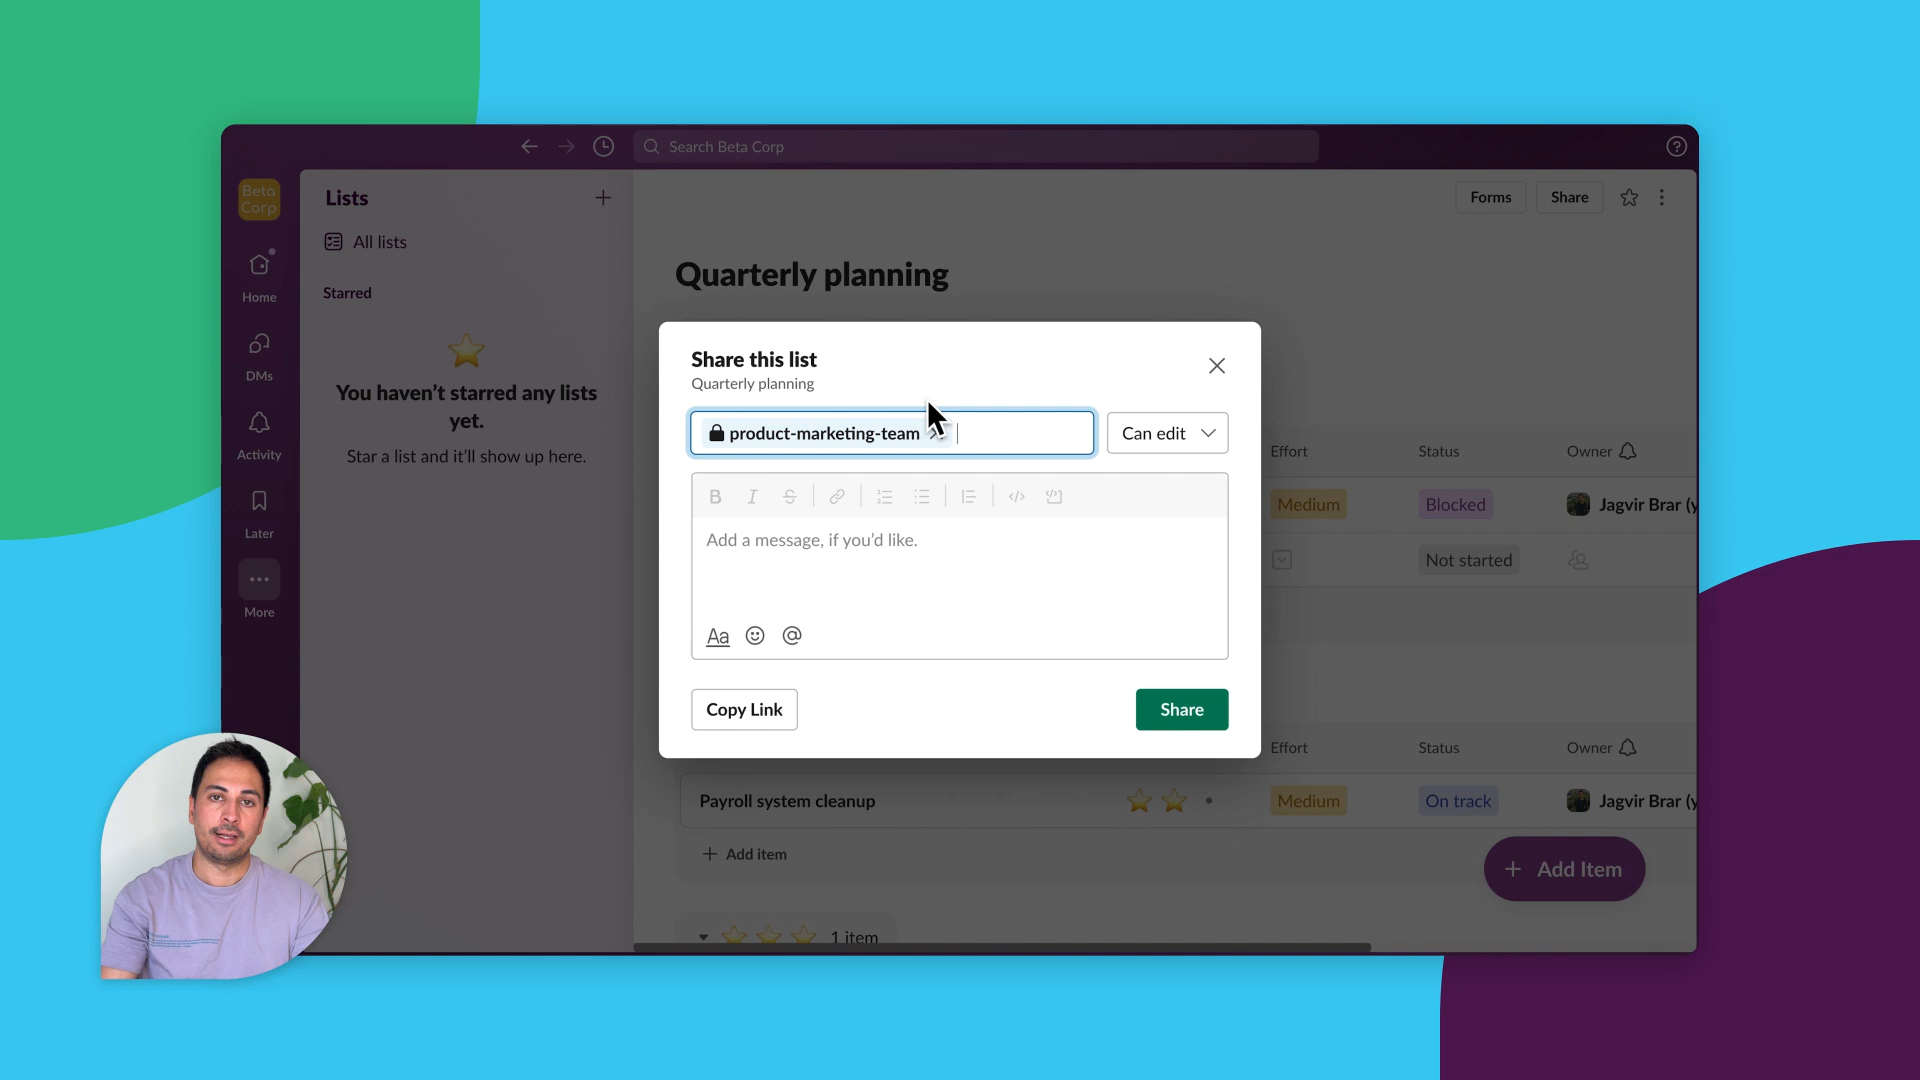 Search Beta Corp
Beta
Corp
Home
DMs
Activity
Later
More
Lists
All lists
Starred
You haven’t starred any lists
yet.
Star a list and it’ll show up here.
Forms
Share
Quarterly planning
Share this list
Quarterly planning
product-marketing-team
Can edit
B I S
Add a message, if you’d like.
Aa
Copy Link
Share
Effort Status Owner
Medium Blocked Jagvir Brar (y
Not started
Effort Status Owner
Payroll system cleanup Medium On track Jagvir Brar (y
Add item
Add Item
1 item